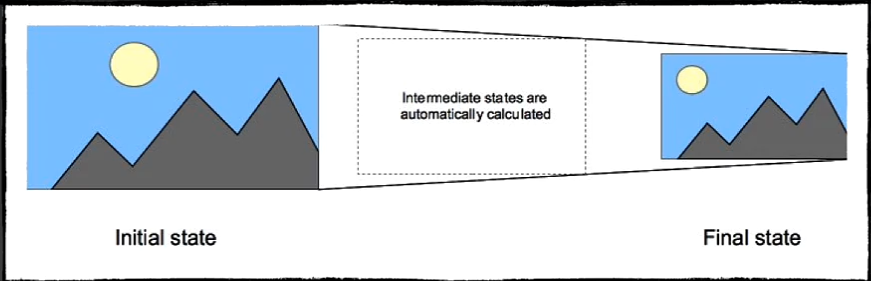 Intermediate states are
automatically calculated
Initial state
Final state